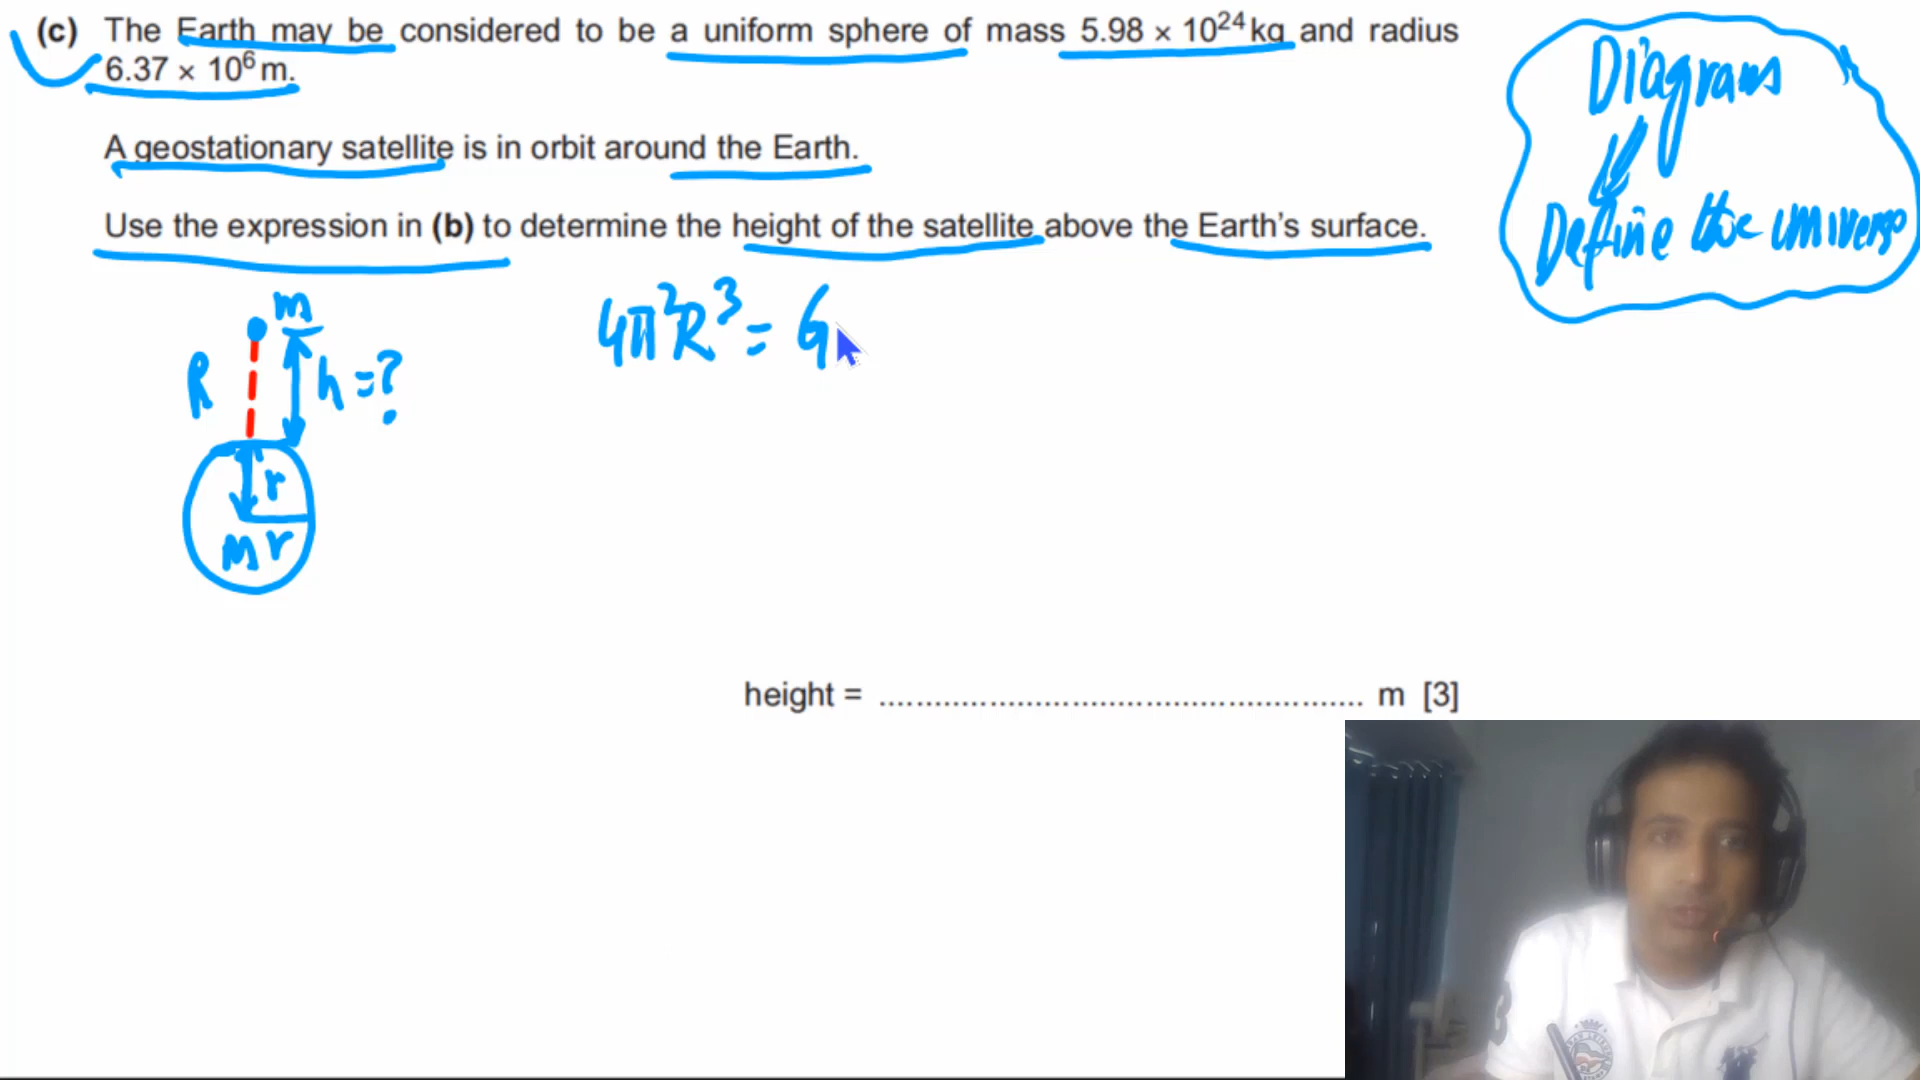 (c) The Earth may be considered to be a uniform sphere of mass 5.98 × 10²⁴ kg and radius
6.37 × 10⁶ m.
A geostationary satellite is in orbit around the Earth.
Use the expression in (b) to determine the height of the satellite above the Earth's surface.
Diagrams
Define the universe
m
R
h = ?
r
M r
4π²R³ = G
height = ........................................................ m [3]
3